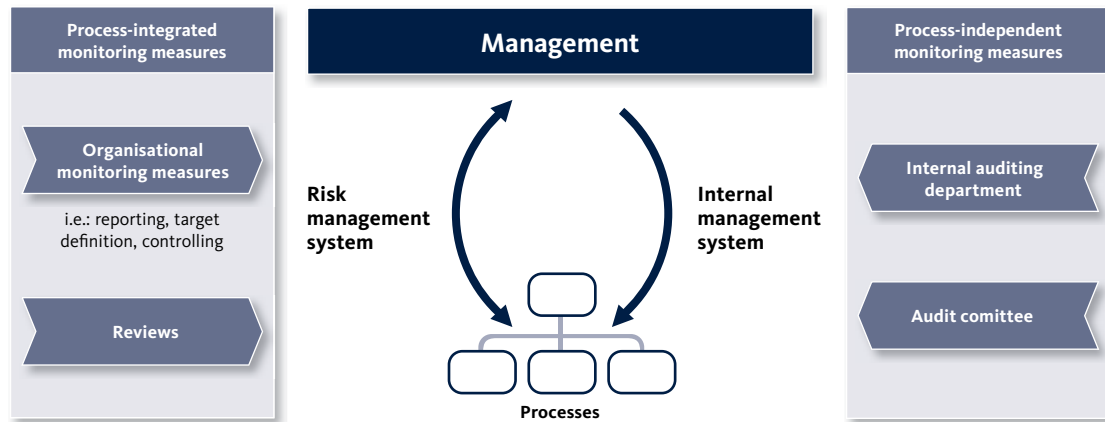 Process-integrated
monitoring measures
Organisational
monitoring measures
i.e.: reporting, target
definition, controlling
Reviews
Management
Risk
management
system
Internal
management
system
Processes
Process-independent
monitoring measures
Internal auditing
department
Audit comittee